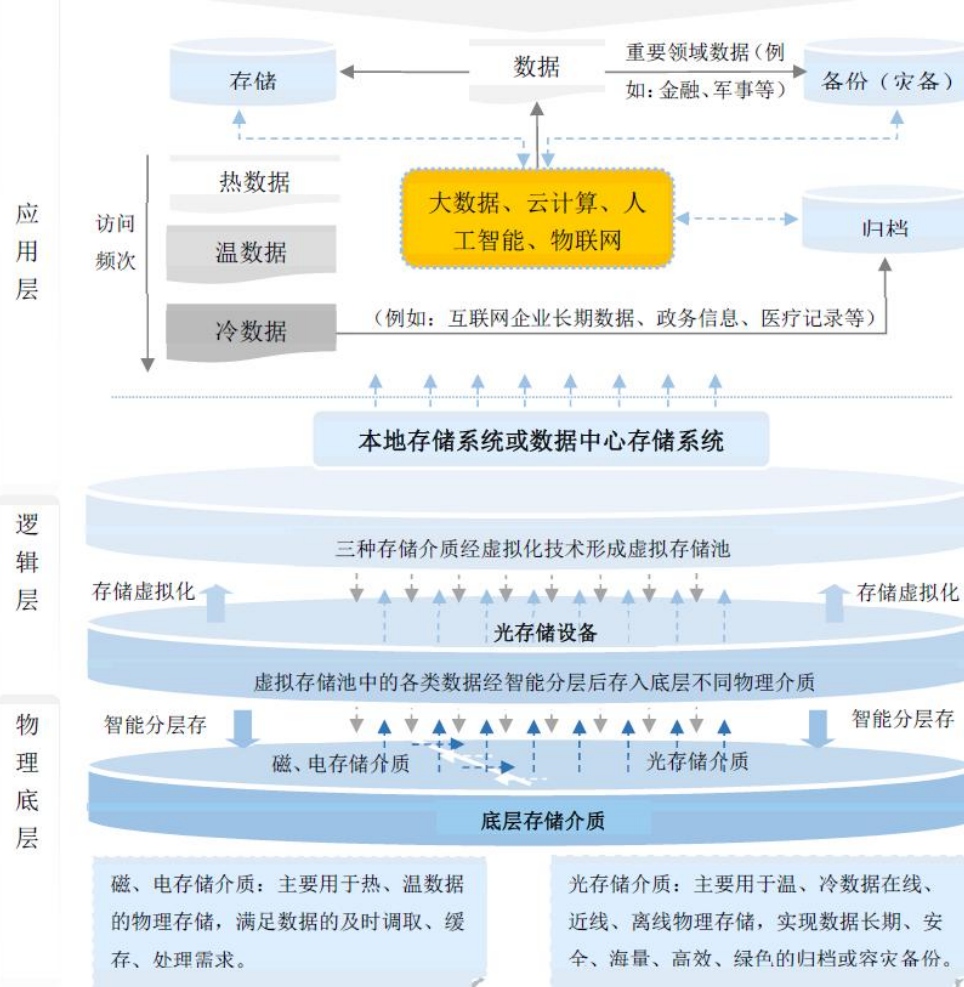 应用层
存储
数据
重要领域数据（例
如：金融、军事等）
备份（灾备）
访问
频次
热数据
温数据
冷数据
大数据、云计算、人
工智能、物联网
归档
（例如：互联网企业长期数据、政务信息、医疗记录等）
本地存储系统或数据中心存储系统
逻辑层
三种存储介质经虚拟化技术形成虚拟存储池
存储虚拟化
存储虚拟化
光存储设备
虚拟存储池中的各类数据经智能分层后存入底层不同物理介质
物理底层
智能分层存
智能分层存
磁、电存储介质
光存储介质
底层存储介质
磁、电存储介质：主要用于热、温数据
的物理存储，满足数据的及时调取、缓
存、处理需求。
光存储介质：主要用于温、冷数据在线、
近线、离线物理存储，实现数据长期、安
全、海量、高效、绿色的归档或容灾备份。